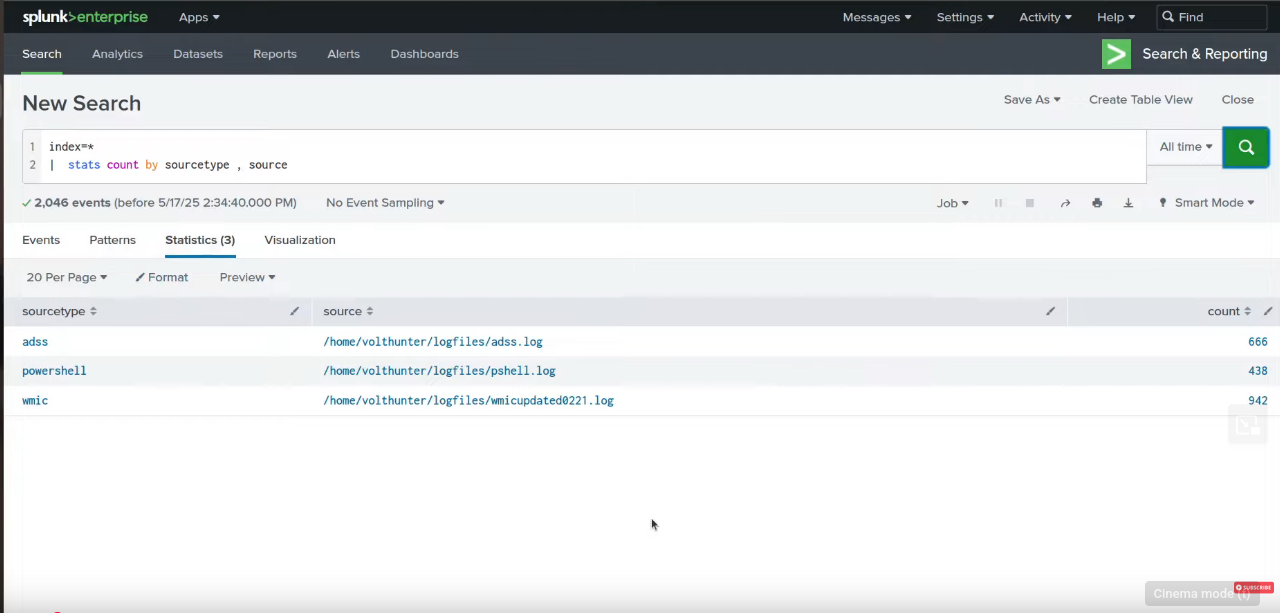 splunk>enterprise Apps Messages Settings Activity Help Find
Search Analytics Datasets Reports Alerts Dashboards Search & Reporting
New Search Save As Create Table View Close
1 index=* All time
2 | stats count by sourcetype , source
2,046 events (before 5/17/25 2:34:40.000 PM) No Event Sampling Job Smart Mode
Events Patterns Statistics (3) Visualization
20 Per Page Format Preview
sourcetype source count
adss /home/volthunter/logfiles/adss.log 666
powershell /home/volthunter/logfiles/pshell.log 438
wmic /home/volthunter/logfiles/wmicupdated0221.log 942
SUBSCRIBE
Cinema mode (t)